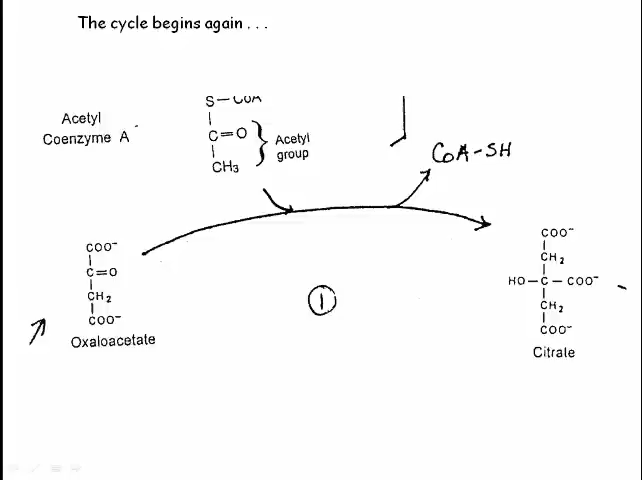 The cycle begins again . . .
Acetyl
Coenzyme A
S—CoA
C=O
CH3
Acetyl
group
CoA-SH
COO-
C=O
CH2
COO-
Oxaloacetate
1
COO-
CH2
HO—C—COO-
CH2
COO-
Citrate